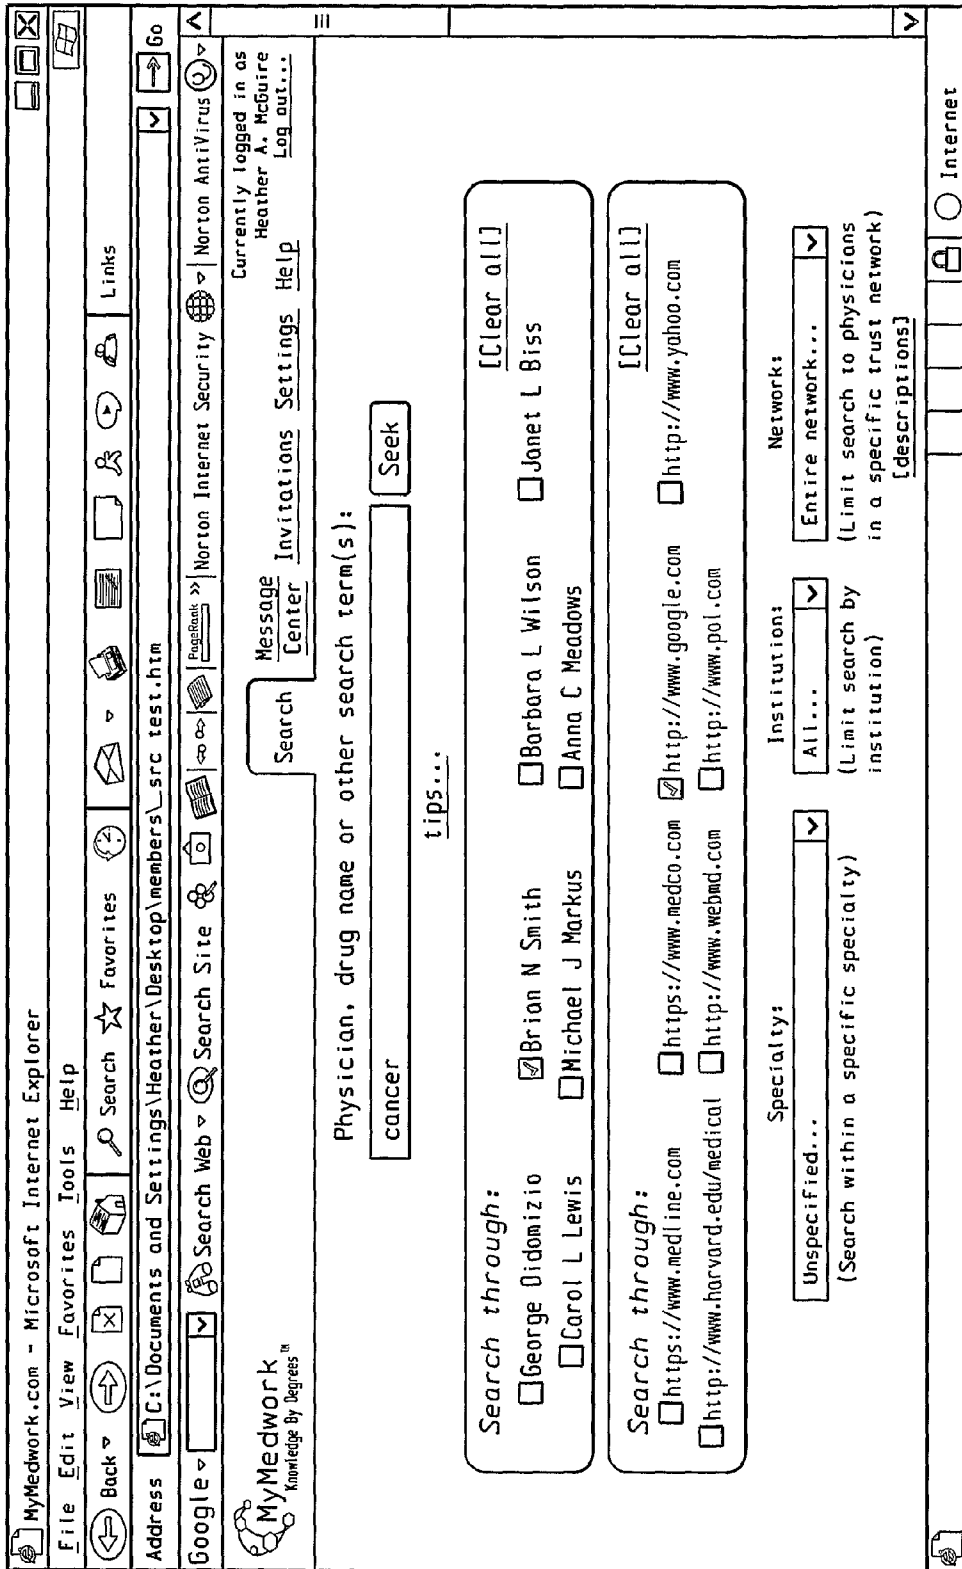 MyMedwork.com - Microsoft Internet Explorer
File Edit View Favorites Tools Help
Back Search Favorites Links
Address C:\Documents and Settings\Heather\Desktop\members\_src test.htm Go
Google Search Web Search Site PageRank >> Norton Internet Security Norton AntiVirus
MyMedwork™
Knowledge By Degrees
Search
Message Center
Invitations
Settings
Help
Currently logged in as
Heather A. McGuire
Log out...
Physician, drug name or other search term(s):
cancer Seek
tips...
Search through: [Clear all]
George Didomizio Brian N Smith Barbara L Wilson Janet L Biss
Carol L Lewis Michael J Markus Anna C Meadows
Search through: [Clear all]
https://www.medline.com https://www.medco.com http://www.google.com http://www.yahoo.com
http://www.harvard.edu/medical http://www.webmd.com http://www.pol.com
Specialty: Institution: Network:
Unspecified... All... Entire network...
(Search within a specific specialty)
(Limit search by
institution)
(Limit search to physicians
in a specific trust network)
[descriptions]
Internet